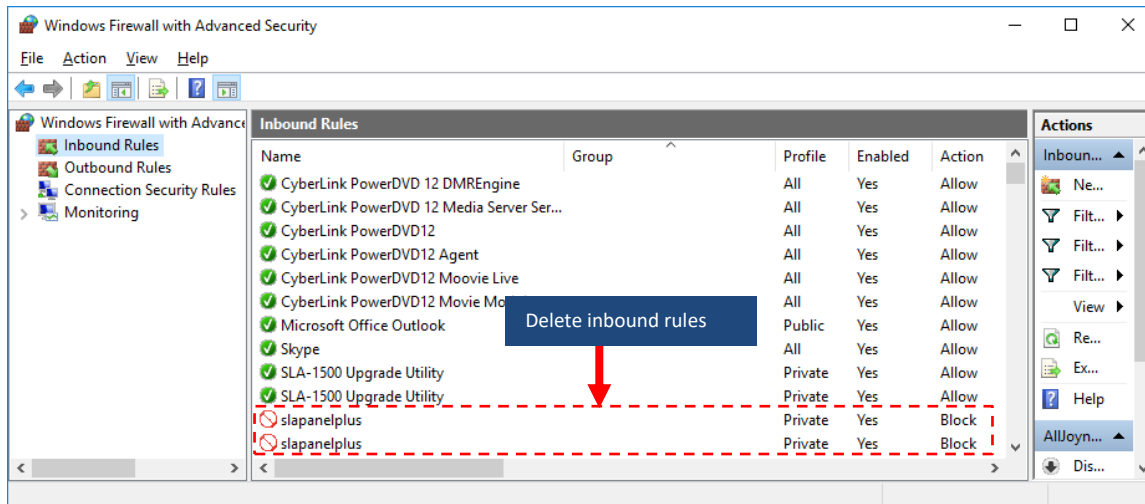 Windows Firewall with Advanced Security
File Action View Help
Windows Firewall with Advance
Inbound Rules
Outbound Rules
Connection Security Rules
Monitoring
Inbound Rules
Name Group Profile Enabled Action
CyberLink PowerDVD 12 DMREngine All Yes Allow
CyberLink PowerDVD 12 Media Server Ser... All Yes Allow
CyberLink PowerDVD12 All Yes Allow
CyberLink PowerDVD12 Agent All Yes Allow
CyberLink PowerDVD12 Moovie Live All Yes Allow
CyberLink PowerDVD12 Movie All Yes Allow
Microsoft Office Outlook Public Yes Allow
Skype All Yes Allow
SLA-1500 Upgrade Utility Private Yes Allow
SLA-1500 Upgrade Utility Private Yes Allow
slapanelplus Private Yes Block
slapanelplus Private Yes Block
Delete inbound rules
Actions
Inboun...
Ne...
Filt...
Filt...
Filt...
View
Re...
Ex...
Help
AllJoyn...
Dis...